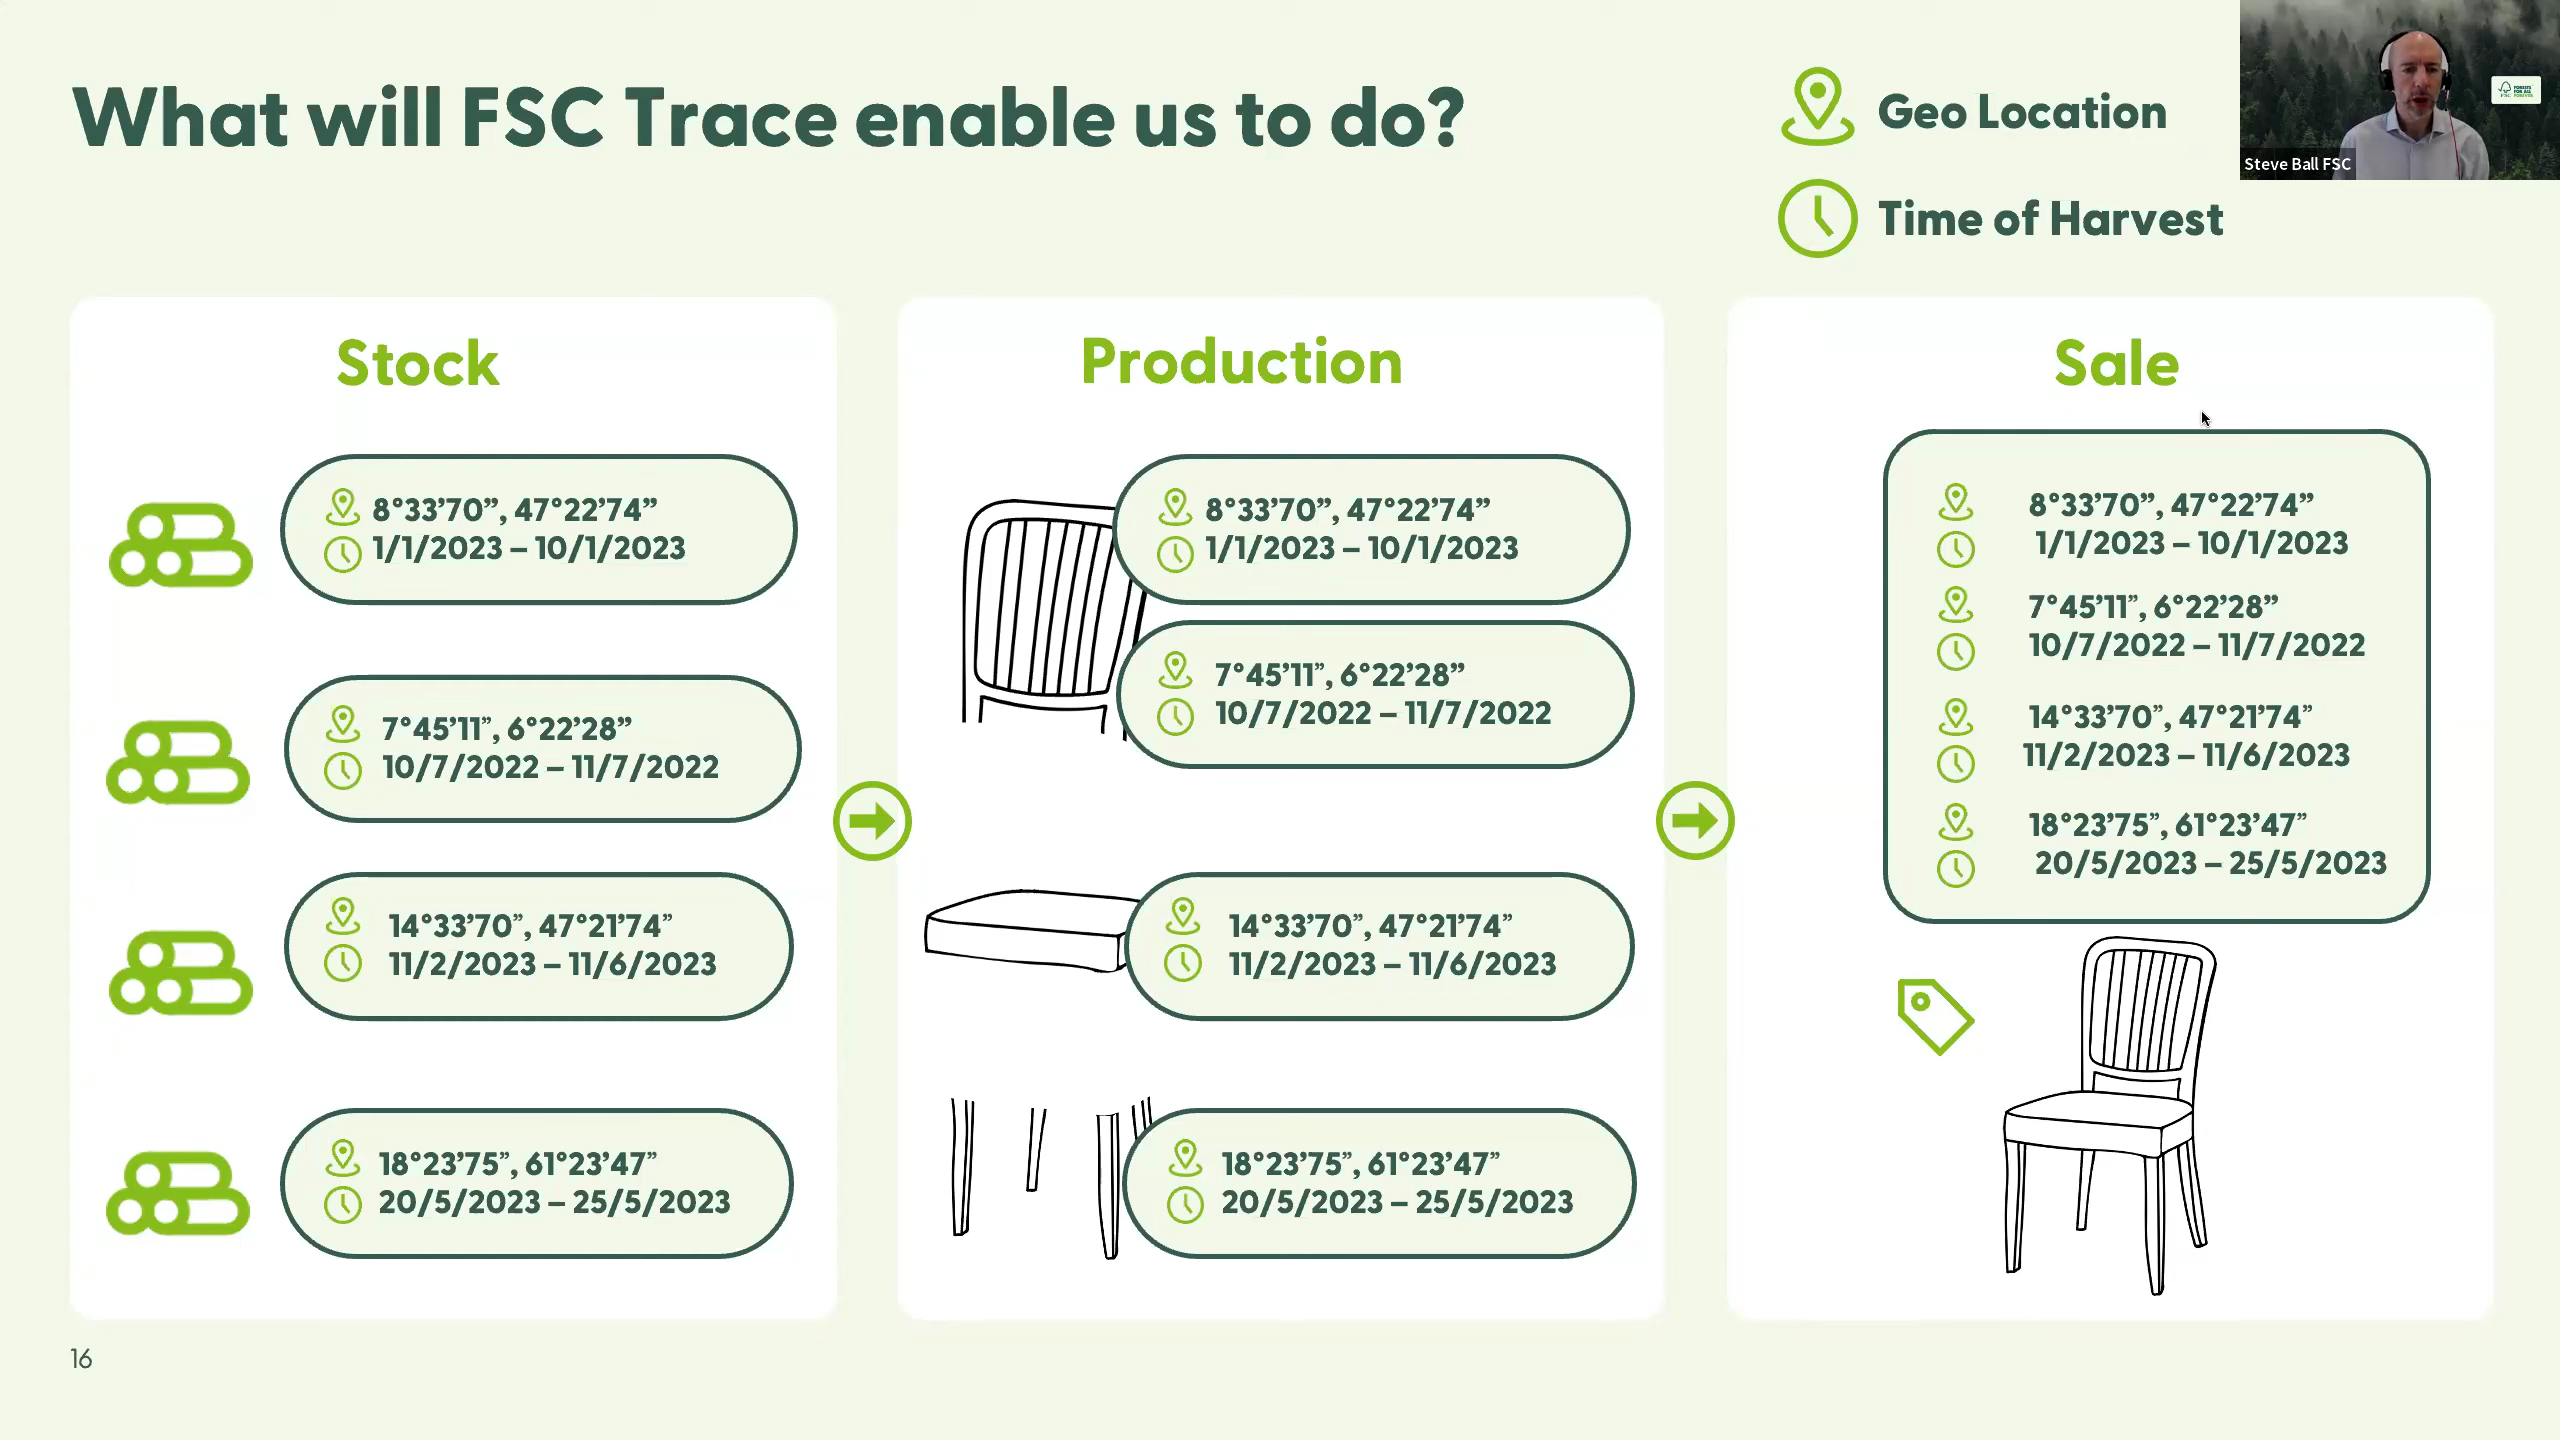 What will FSC Trace enable us to do?
Geo Location
Time of Harvest
Steve Ball FSC
Stock
8°33’70”, 47°22’74”
1/1/2023 – 10/1/2023
7°45’11”, 6°22’28”
10/7/2022 – 11/7/2022
14°33’70”, 47°21’74”
11/2/2023 – 11/6/2023
18°23’75”, 61°23’47”
20/5/2023 – 25/5/2023
Production
8°33’70”, 47°22’74”
1/1/2023 – 10/1/2023
7°45’11”, 6°22’28”
10/7/2022 – 11/7/2022
14°33’70”, 47°21’74”
11/2/2023 – 11/6/2023
18°23’75”, 61°23’47”
20/5/2023 – 25/5/2023
Sale
8°33’70”, 47°22’74”
1/1/2023 – 10/1/2023
7°45’11”, 6°22’28”
10/7/2022 – 11/7/2022
14°33’70”, 47°21’74”
11/2/2023 – 11/6/2023
18°23’75”, 61°23’47”
20/5/2023 – 25/5/2023
16